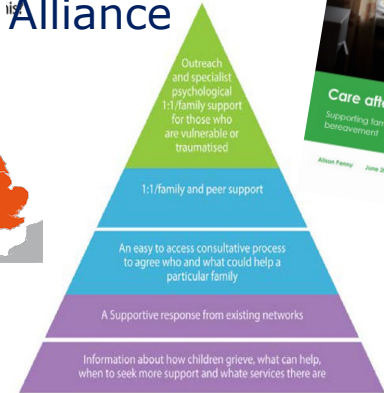 Alliance
Outreach
and specialist
psychological
1:1/family support
for those who
are vulnerable or
traumatised
1:1/family and peer support
An easy to access consultative process
to agree who and what could help a
particular family
A Supportive response from existing networks
Information about how children grieve, what can help,
when to seek more support and whate services there are
Care
Supporting
bereavement
Alison Penny June